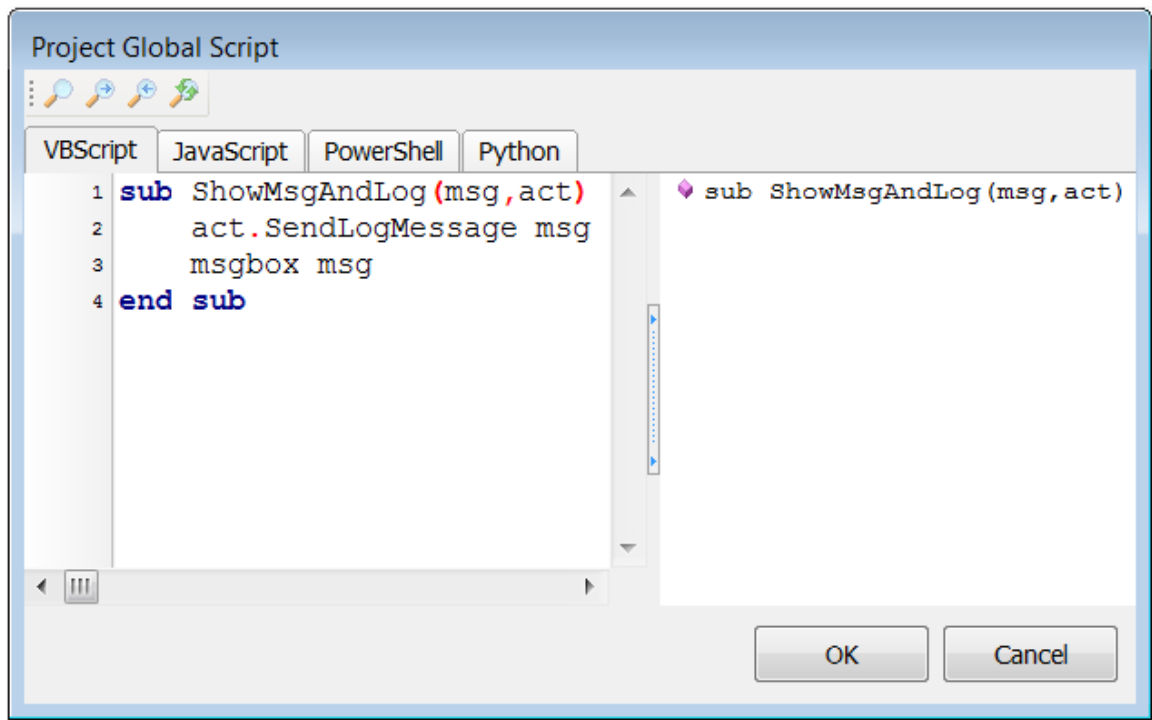 Project Global Script
VBScript JavaScript PowerShell Python
1 sub ShowMsgAndLog(msg,act)
2 act.SendLogMessage msg
3 msgbox msg
4 end sub
sub ShowMsgAndLog(msg,act)
OK Cancel